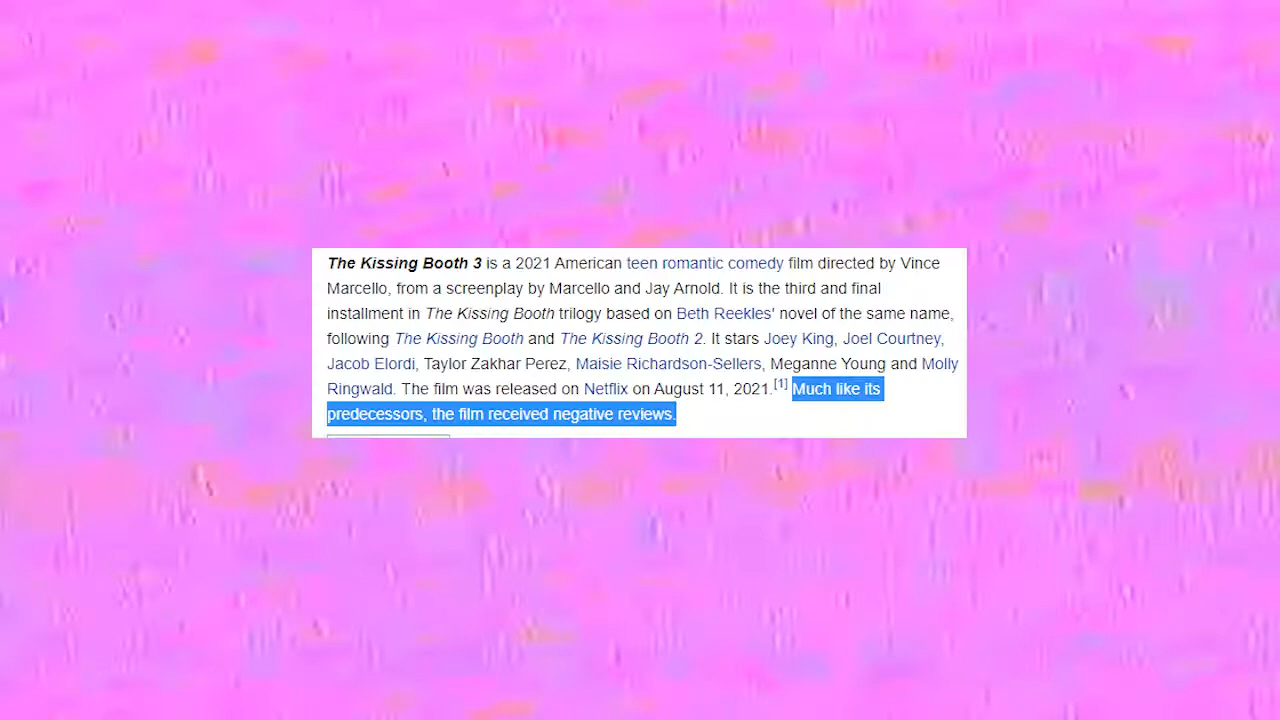 The Kissing Booth 3 is a 2021 American teen romantic comedy film directed by Vince
Marcello, from a screenplay by Marcello and Jay Arnold. It is the third and final
installment in The Kissing Booth trilogy based on Beth Reekles' novel of the same name,
following The Kissing Booth and The Kissing Booth 2. It stars Joey King, Joel Courtney,
Jacob Elordi, Taylor Zakhar Perez, Maisie Richardson-Sellers, Meganne Young and Molly
Ringwald. The film was released on Netflix on August 11, 2021.[1] Much like its
predecessors, the film received negative reviews.